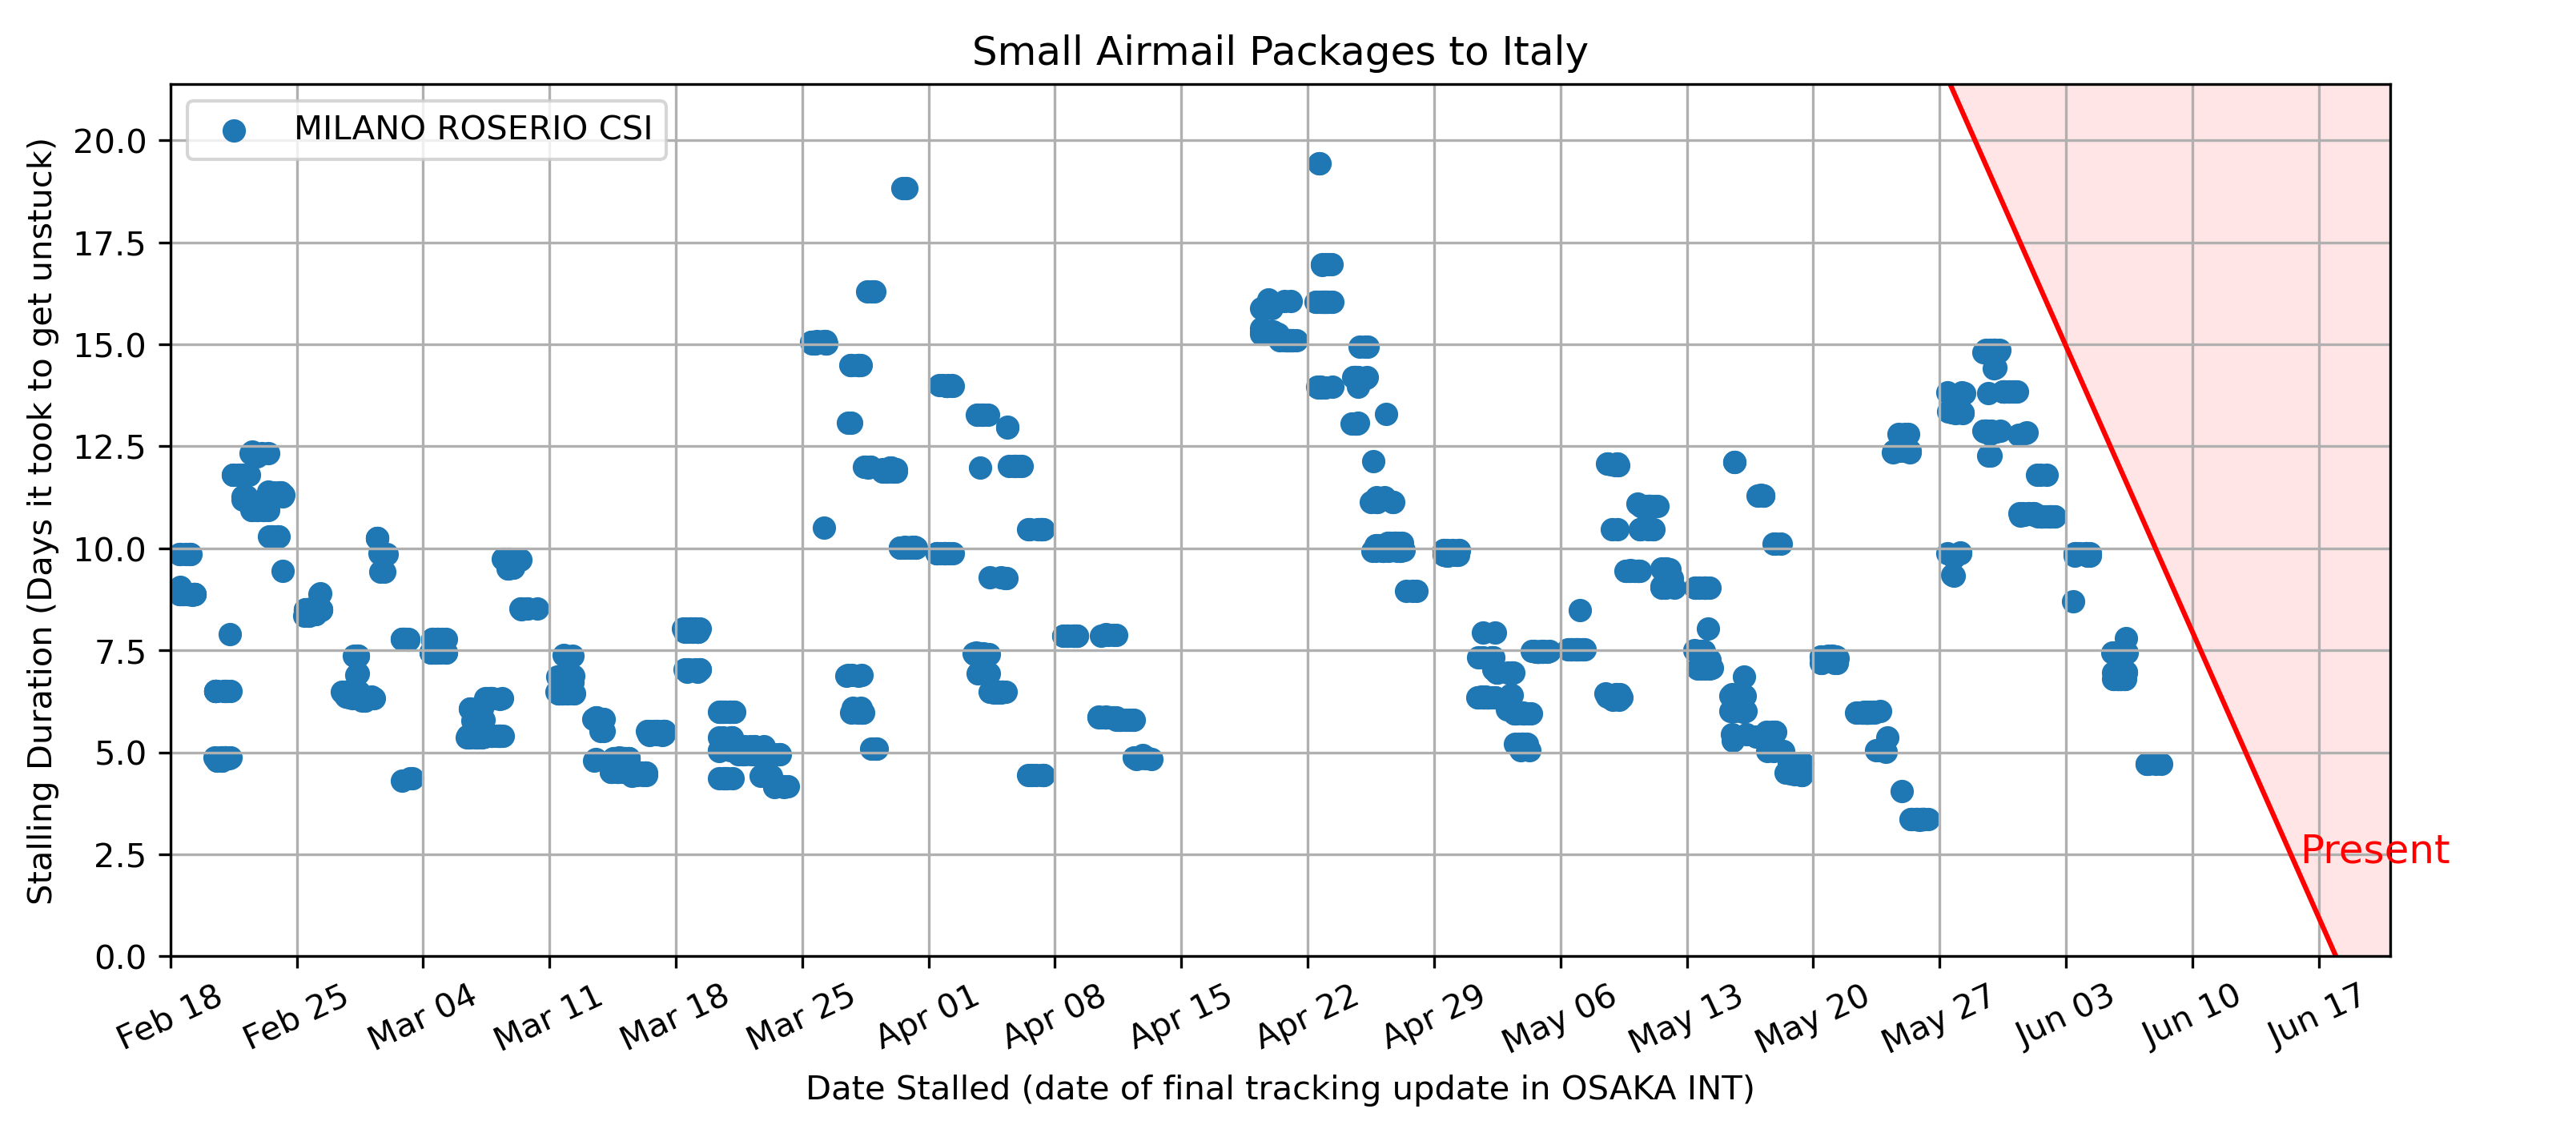 Small Airmail Packages to Italy
MILANO ROSERIO CSI
Stalling Duration (Days it took to get unstuck)
20.0
17.5
15.0
12.5
10.0
7.5
5.0
2.5
0.0
Present
Feb 18
Feb 25
Mar 04
Mar 11
Mar 18
Mar 25
Apr 01
Apr 08
Apr 15
Apr 22
Apr 29
May 06
May 13
May 20
May 27
Jun 03
Jun 10
Jun 17
Date Stalled (date of final tracking update in OSAKA INT)